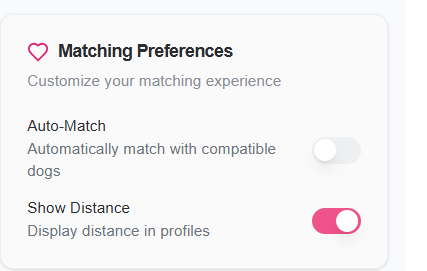 Matching Preferences
Customize your matching experience
Auto-Match
Automatically match with compatible
dogs
Show Distance
Display distance in profiles